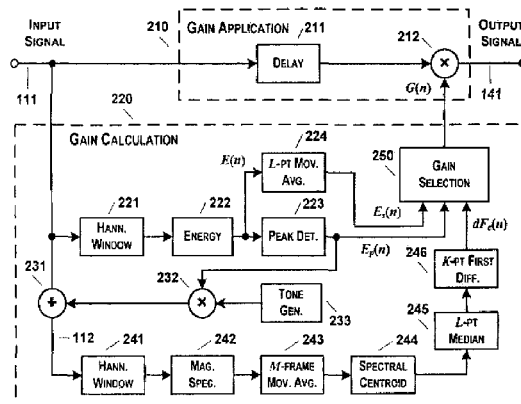 INPUT
SIGNAL
210
GAIN APPLICATION
211
DELAY
212
×
OUTPUT
SIGNAL
111
141
220
G(n)
GAIN CALCULATION
224
E(n)
L-PT MOV.
AVG.
250
GAIN
SELECTION
221
HANN.
WINDOW
222
ENERGY
223
PEAK DET.
Es(n)
Ep(n)
dFc(n)
231
+
232
×
TONE
GEN.
233
246
K-PT FIRST
DIFF.
245
L-PT
MEDIAN
112
241
HANN.
WINDOW
242
MAG.
SPEC.
243
M-FRAME
MOV. AVG.
244
SPECTRAL
CENTROID